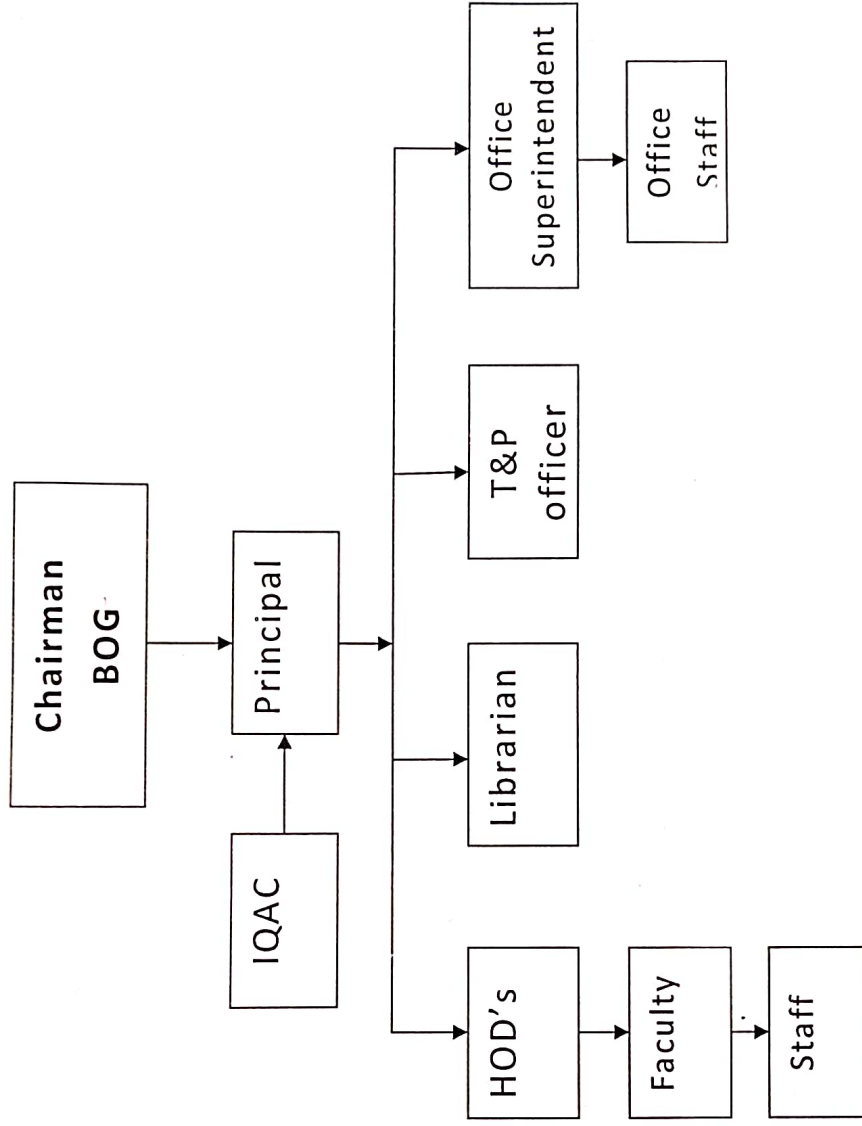 Chairman
BOG
IQAC
Principal
HOD's
Librarian
T&P
officer
Office
Superintendent
Faculty
Office
Staff
Staff